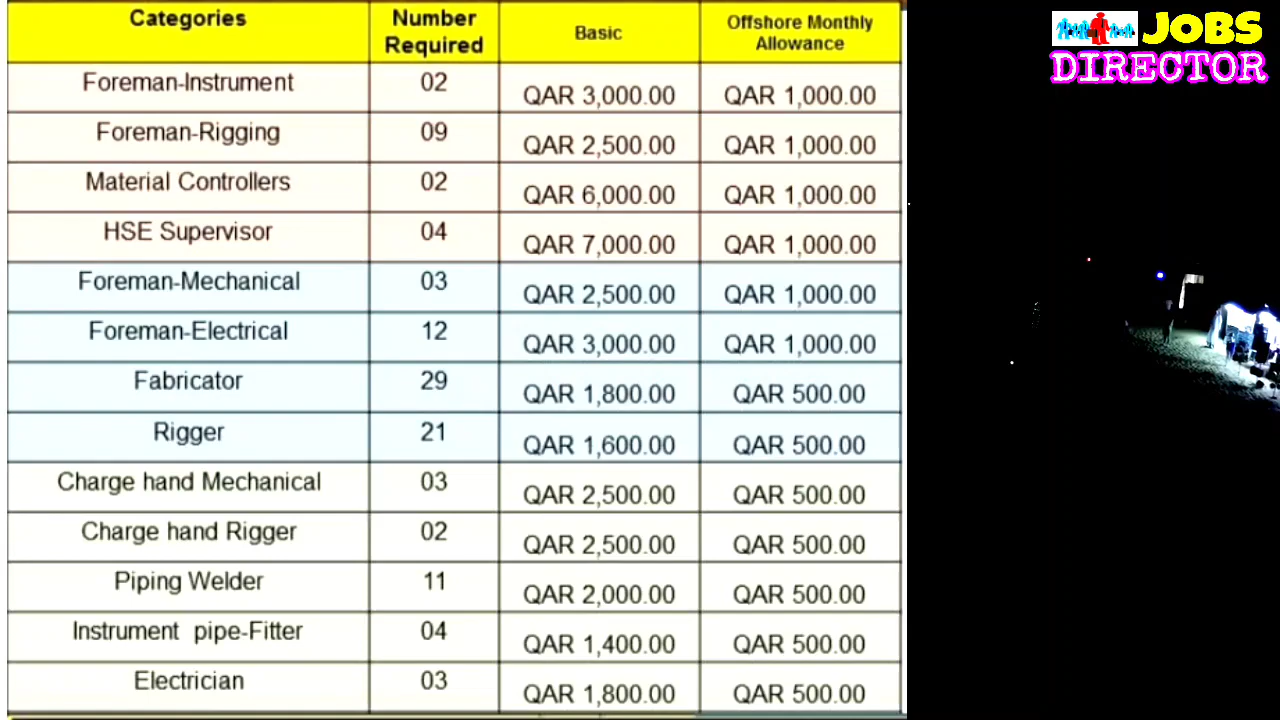 Categories Number Required Basic Offshore Monthly Allowance
Foreman-Instrument 02 QAR 3,000.00 QAR 1,000.00
Foreman-Rigging 09 QAR 2,500.00 QAR 1,000.00
Material Controllers 02 QAR 6,000.00 QAR 1,000.00
HSE Supervisor 04 QAR 7,000.00 QAR 1,000.00
Foreman-Mechanical 03 QAR 2,500.00 QAR 1,000.00
Foreman-Electrical 12 QAR 3,000.00 QAR 1,000.00
Fabricator 29 QAR 1,800.00 QAR 500.00
Rigger 21 QAR 1,600.00 QAR 500.00
Charge hand Mechanical 03 QAR 2,500.00 QAR 500.00
Charge hand Rigger 02 QAR 2,500.00 QAR 500.00
Piping Welder 11 QAR 2,000.00 QAR 500.00
Instrument pipe-Fitter 04 QAR 1,400.00 QAR 500.00
Electrician 03 QAR 1,800.00 QAR 500.00
JOBS
DIRECTOR